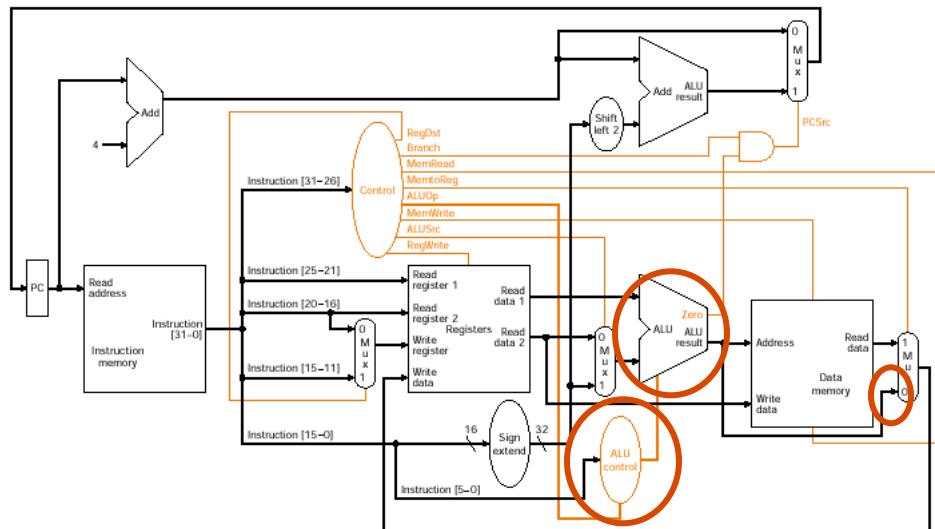 0
M
u
x
1
Add
ALU
result
Add
Shift
left 2
PCSrc
4
RegDst
Branch
MemRead
MemtoReg
ALUOp
MemWrite
ALUSrc
RegWrite
Control
Instruction [31–26]
Instruction [25–21]
Instruction [20–16]
Instruction [15–11]
Instruction [15–0]
Instruction [5–0]
PC
Read
address
Instruction
[31–0]
Instruction
memory
0
M
u
x
1
Read
register 1
Read
register 2
Write
register
Write
data
Registers
Read
data 1
Read
data 2
0
M
u
x
1
Zero
ALU
ALU
result
Address
Write
data
Read
data
Data
memory
1
M
u
0
16
Sign
extend
32
ALU
control